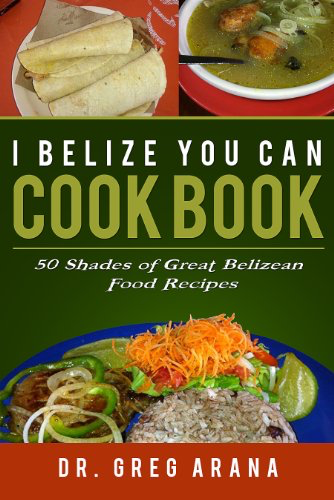 I BELIZE YOU CAN
COOK BOOK
50 Shades of Great Belizean
Food Recipes
DR. GREG ARANA